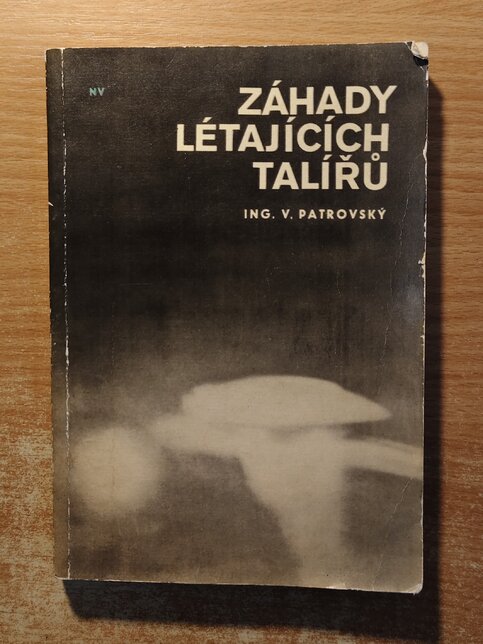 NV
ZÁHADY
LÉTAJÍCÍCH
TALÍŘŮ
ING. V. PATROVSKÝ